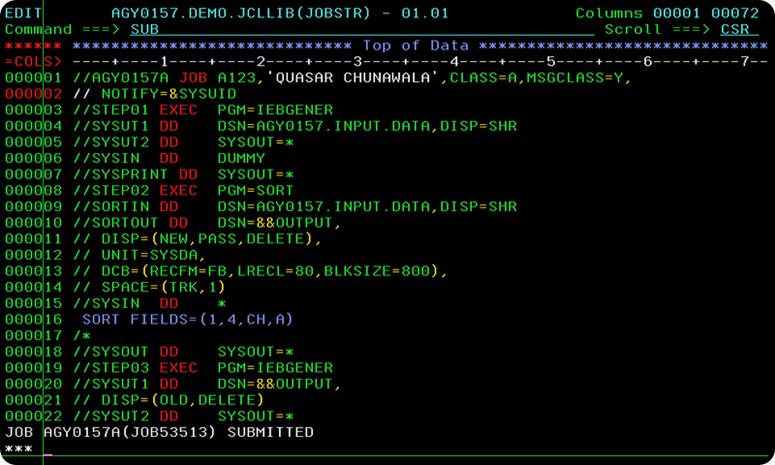 EDIT       AGY0157.DEMO.JCLLIB(JOBSTR) - 01.01             Columns 00001 00072
Command ===> SUB                                              Scroll ===> CSR
****** ***************************** Top of Data ******************************
=COLS> ----+----1----+----2----+----3----+----4----+----5----+----6----+----7--
000001 //AGY0157A JOB A123,'QUASAR CHUNAWALA',CLASS=A,MSGCLASS=Y,
000002 // NOTIFY=&SYSUID
000003 //STEP01 EXEC  PGM=IEBGENER
000004 //SYSUT1 DD    DSN=AGY0157.INPUT.DATA,DISP=SHR
000005 //SYSUT2 DD    SYSOUT=*
000006 //SYSIN  DD    DUMMY
000007 //SYSPRINT DD  SYSOUT=*
000008 //STEP02 EXEC  PGM=SORT
000009 //SORTIN DD    DSN=AGY0157.INPUT.DATA,DISP=SHR
000010 //SORTOUT DD   DSN=&&OUTPUT,
000011 // DISP=(NEW,PASS,DELETE),
000012 // UNIT=SYSDA,
000013 // DCB=(RECFM=FB,LRECL=80,BLKSIZE=800),
000014 // SPACE=(TRK,1)
000015 //SYSIN  DD    *
000016  SORT FIELDS=(1,4,CH,A)
000017 /*
000018 //SYSOUT DD    SYSOUT=*
000019 //STEP03 EXEC  PGM=IEBGENER
000020 //SYSUT1 DD    DSN=&&OUTPUT,
000021 // DISP=(OLD,DELETE)
000022 //SYSUT2 DD    SYSOUT=*
JOB AGY0157A(JOB53513) SUBMITTED
*** _